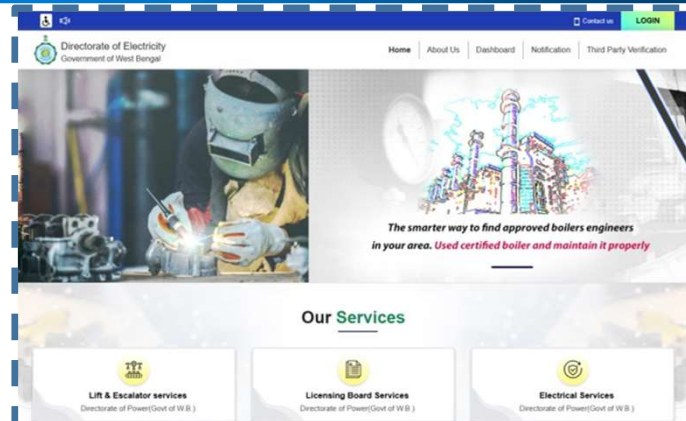 Contact us
LOGIN
Directorate of Electricity
Government of West Bengal
Home
About Us
Dashboard
Notification
Third Party Verification
The smarter way to find approved boilers engineers
in your area. Used certified boiler and maintain it properly
Our Services
Lift & Escalator services
Directorate of Power(Govt of W.B.)
Licensing Board Services
Directorate of Power(Govt of W.B.)
Electrical Services
Directorate of Power(Govt of W.B.)